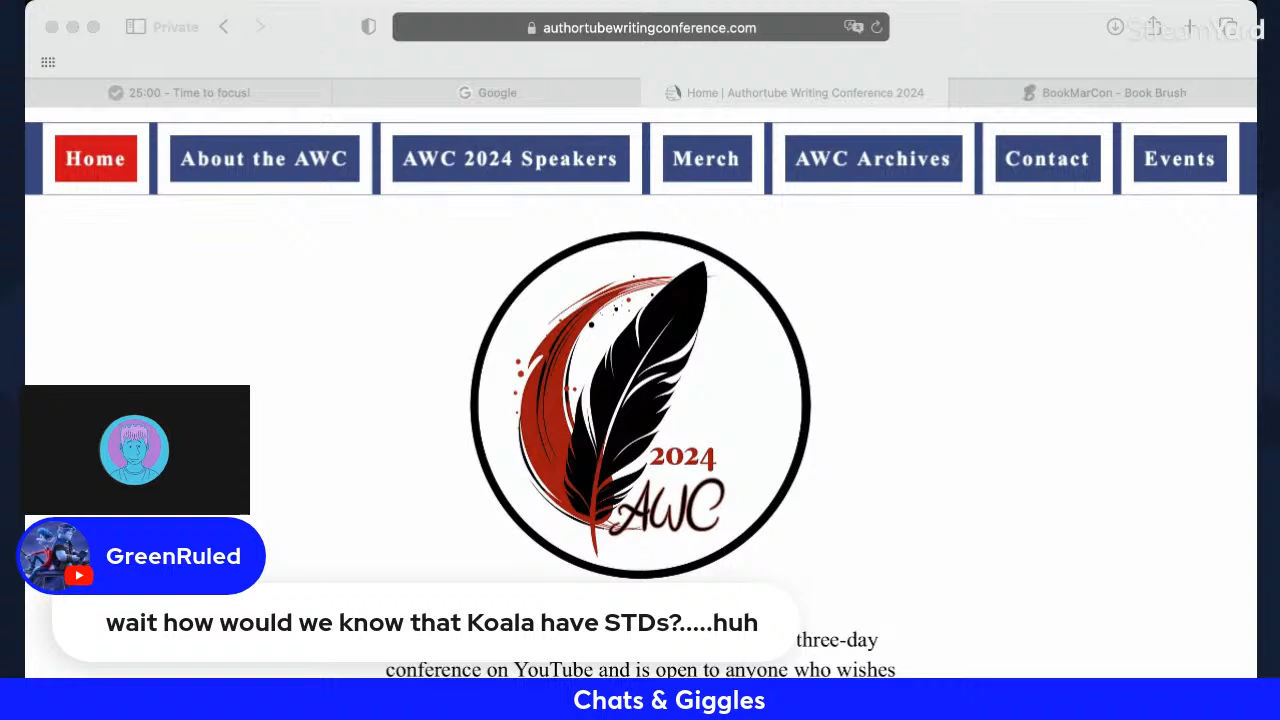 Private
authortubewritingconference.com
StreamYard
25:00 - Time to focus!
Google
Home | Authortube Writing Conference 2024
BookMarCon - Book Brush
Home
About the AWC
AWC 2024 Speakers
Merch
AWC Archives
Contact
Events
2024
AWC
GreenRuled
wait how would we know that Koala have STDs?.....huh
three-day
conference on YouTube and is open to anyone who wishes
Chats & Giggles